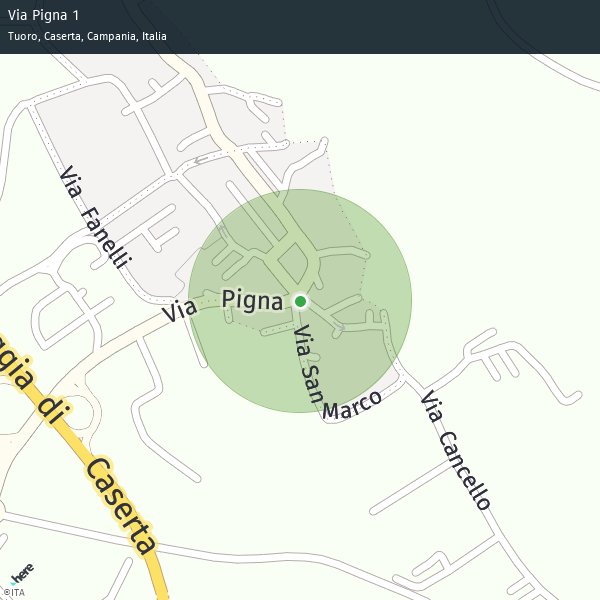 Via Pigna 1
Tuoro, Caserta, Campania, Italia
Via Fanelli
Via Pigna
Via San Marco
Via Cancello
ggia di Caserta
here
©ITA